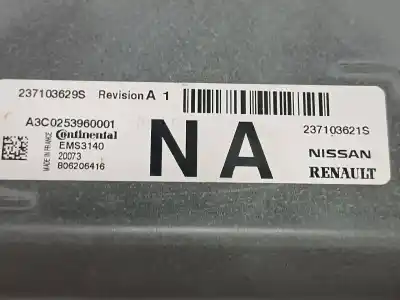 237103629S Revision A 1
A3C0253960001
Continental
EMS3140
20073
806206416
MADE IN FRANCE
NA
237103621S
NISSAN
RENAULT